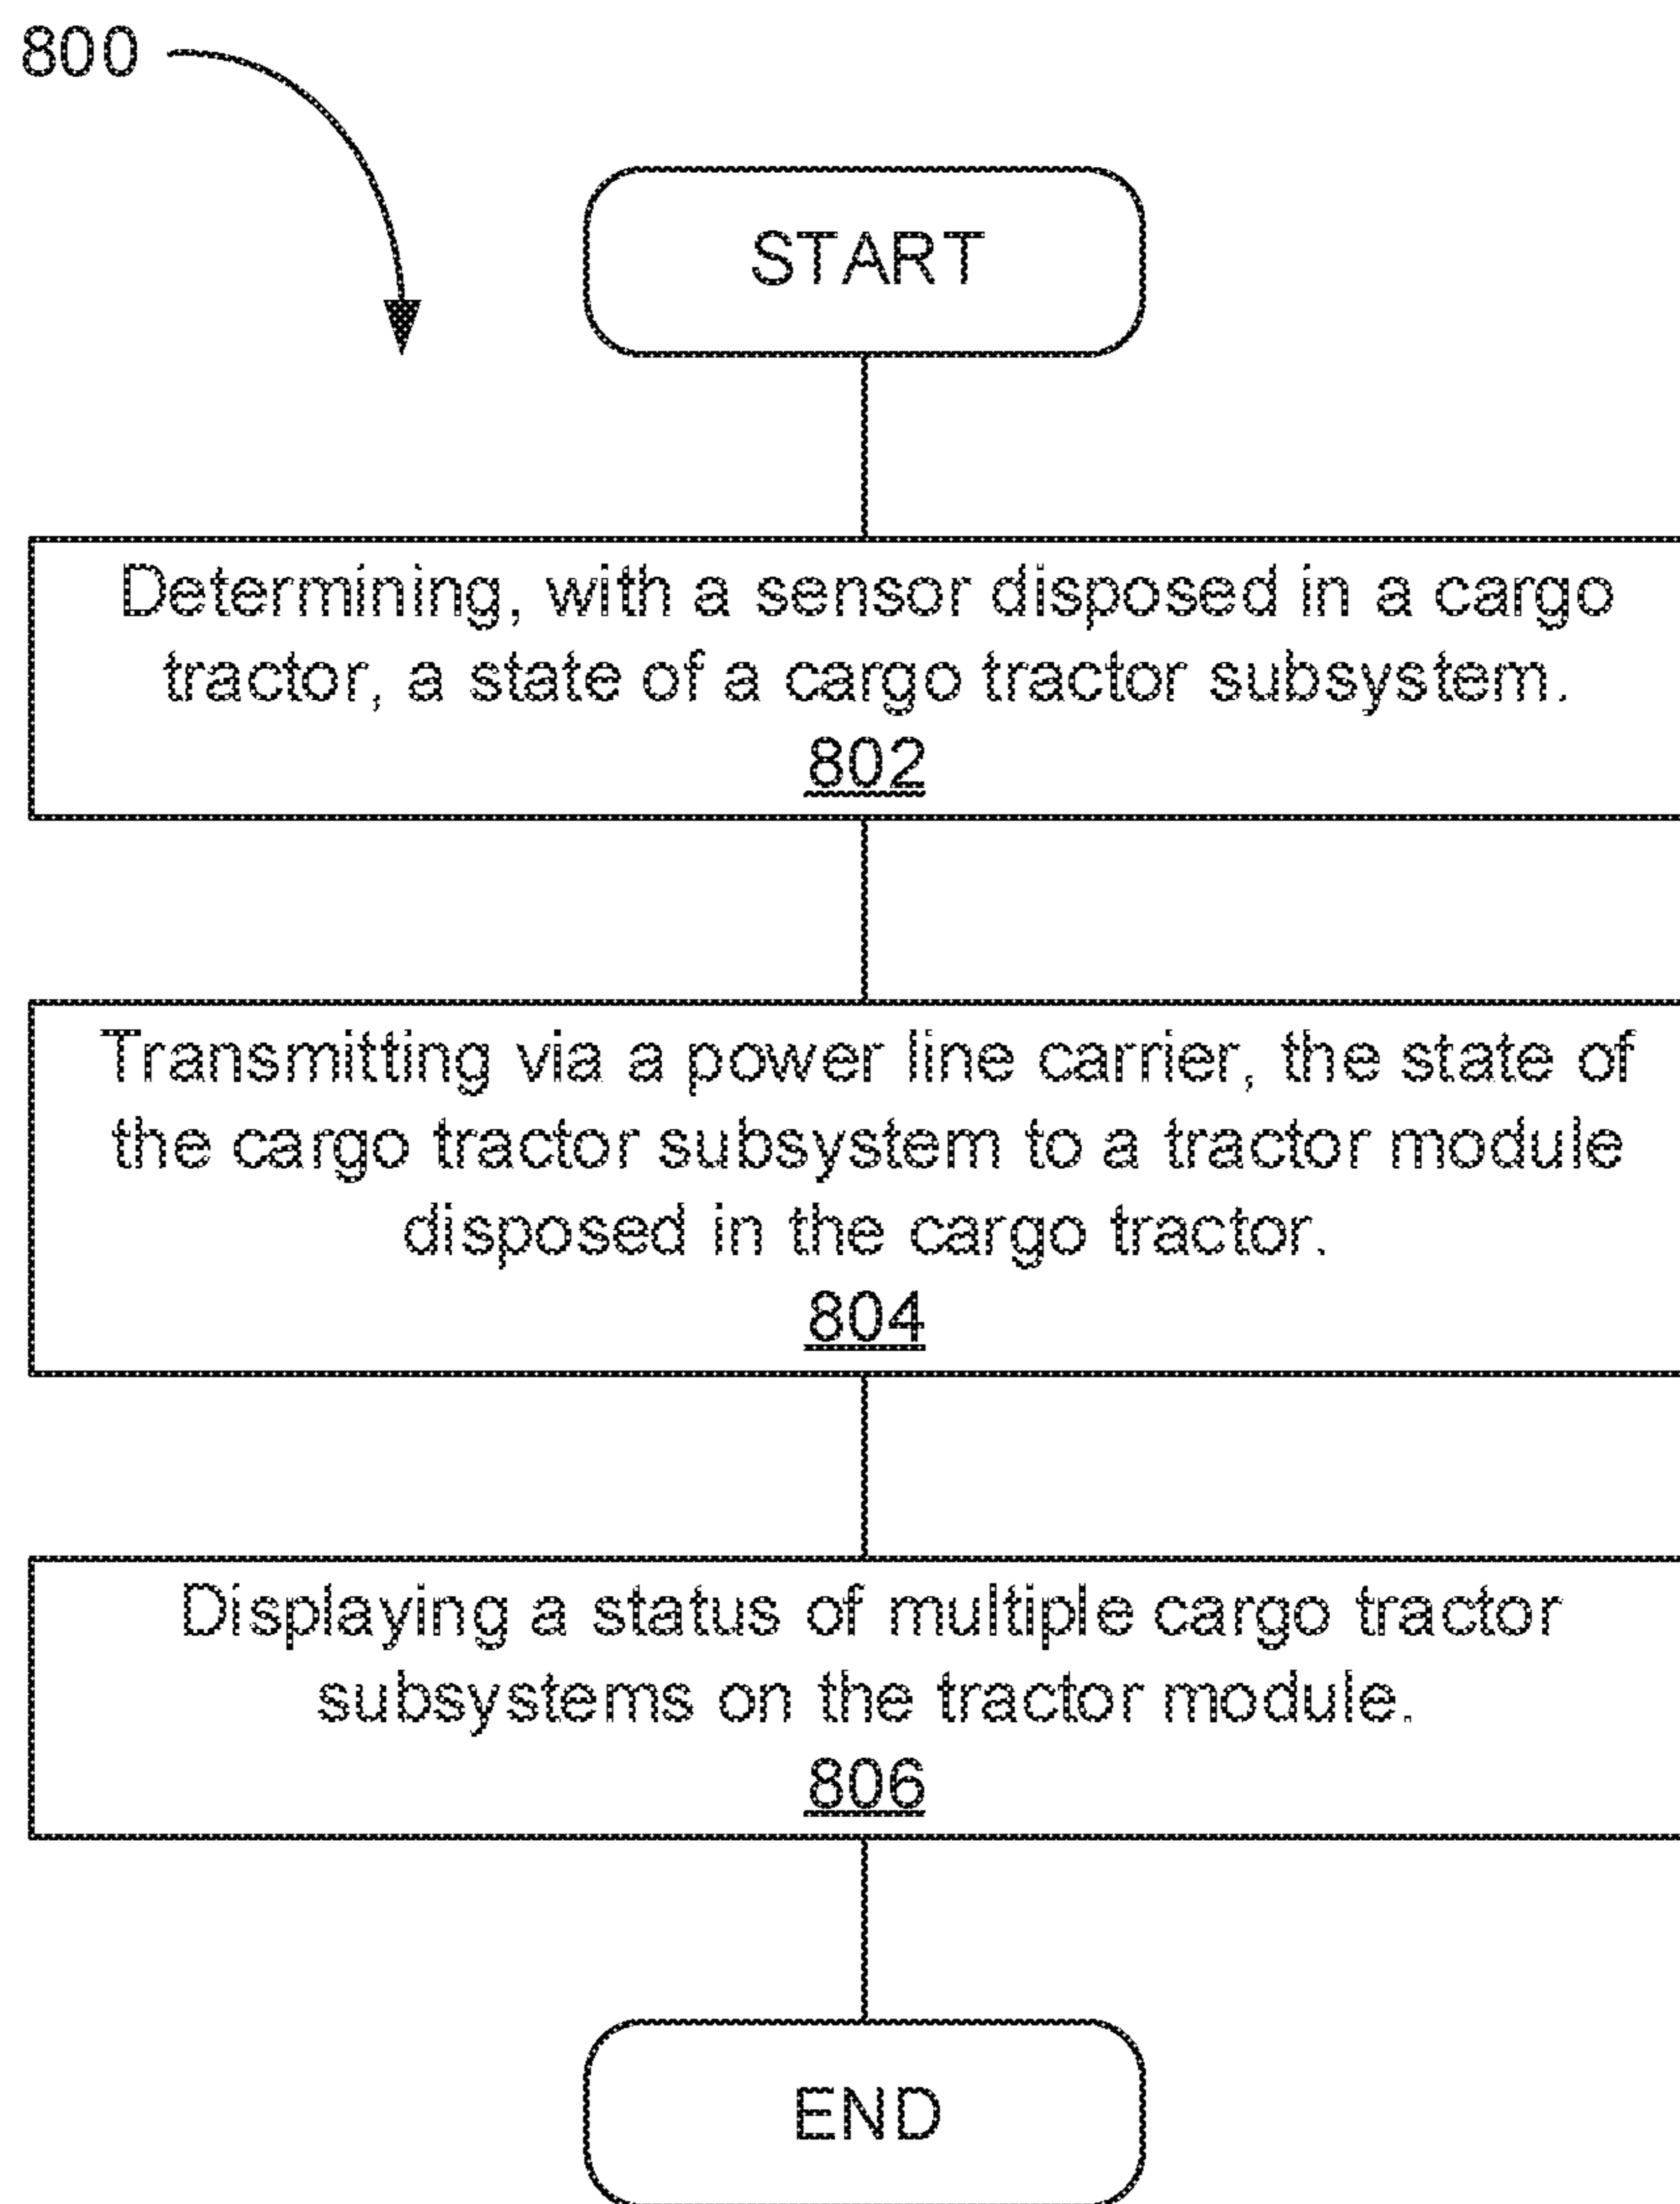 800
START
Determining, with a sensor disposed in a cargo
tractor, a state of a cargo tractor subsystem.
802
Transmitting via a power line carrier, the state of
the cargo tractor subsystem to a tractor module
disposed in the cargo tractor.
804
Displaying a status of multiple cargo tractor
subsystems on the tractor module.
806
END